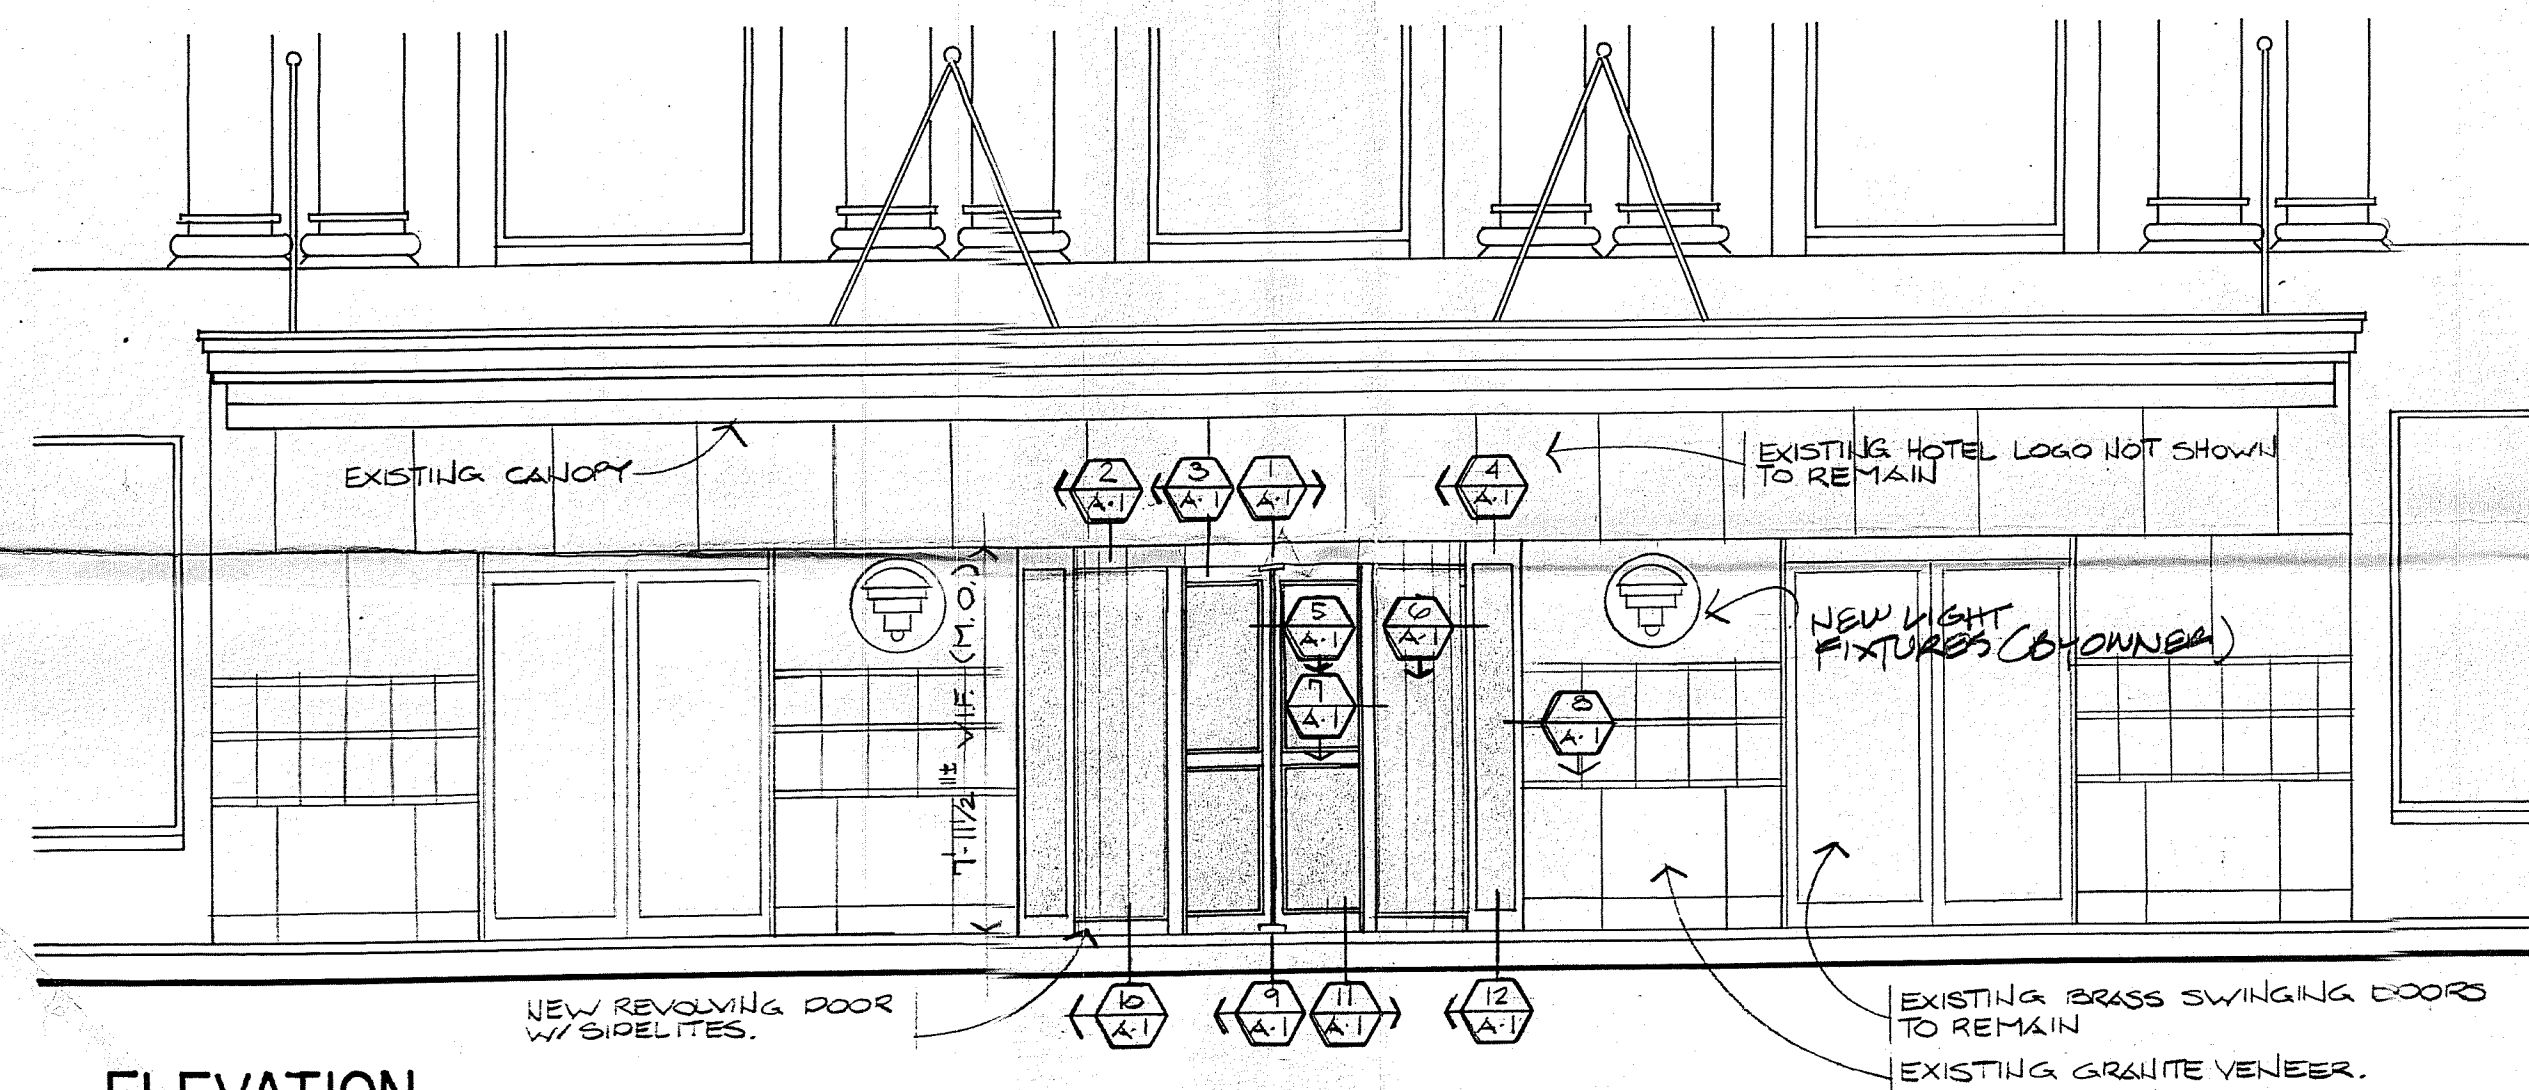 EXISTING CANOPY
2
A·1
3
A·1
1
A·1
4
A·1
EXISTING HOTEL LOGO NOT SHOWN
TO REMAIN
7'-11 1/2"± V.I.F. (M.O.)
5
A·1
6
A·1
7
A·1
8
A·1
NEW LIGHT
FIXTURES (BY OWNER)
NEW REVOLVING DOOR
W/ SIDELITES.
10
A·1
9
A·1
11
A·1
12
A·1
EXISTING BRASS SWINGING DOORS
TO REMAIN
EXISTING GRANITE VENEER.
ELEVATION